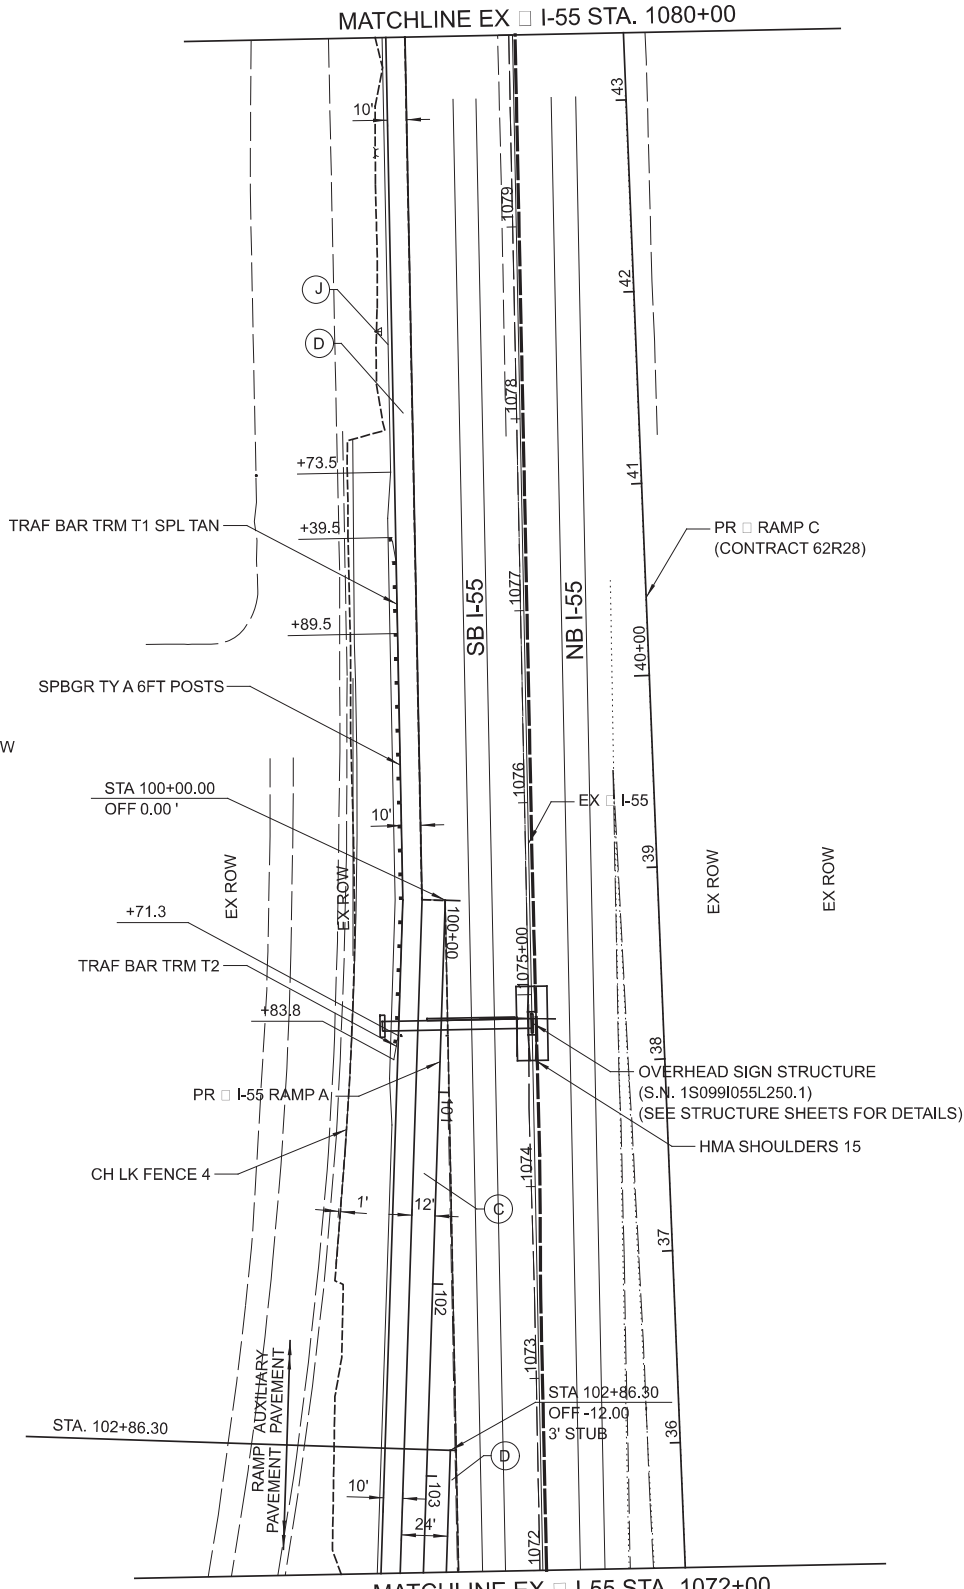 MATCHLINE EX □ I-55 STA. 1080+00
43
10'
1079
42
J
D
1078
+73.5
41
TRAF BAR TRM T1 SPL TAN
+39.5
PR □ RAMP C
(CONTRACT 62R28)
1077
+89.5
SB I-55
NB I-55
40+00
SPBGR TY A 6FT POSTS
W
STA 100+00.00
OFF 0.00 '
1076
EX □ I-55
10'
39
EX ROW
EX ROW
EX ROW
EX ROW
+71.3
100+00
1075+00
TRAF BAR TRM T2
+83.8
38
OVERHEAD SIGN STRUCTURE
(S.N. 1S099I055L250.1)
(SEE STRUCTURE SHEETS FOR DETAILS)
PR □ I-55 RAMP A
101
HMA SHOULDERS 15
CH LK FENCE 4
1074
1'
12'
C
37
102
1073
AUXILIARY
PAVEMENT
STA 102+86.30
OFF -12.00
3' STUB
STA. 102+86.30
36
RAMP
PAVEMENT
D
10'
103
24'
1072
MATCHLINE EX □ I-55 STA. 1072+00